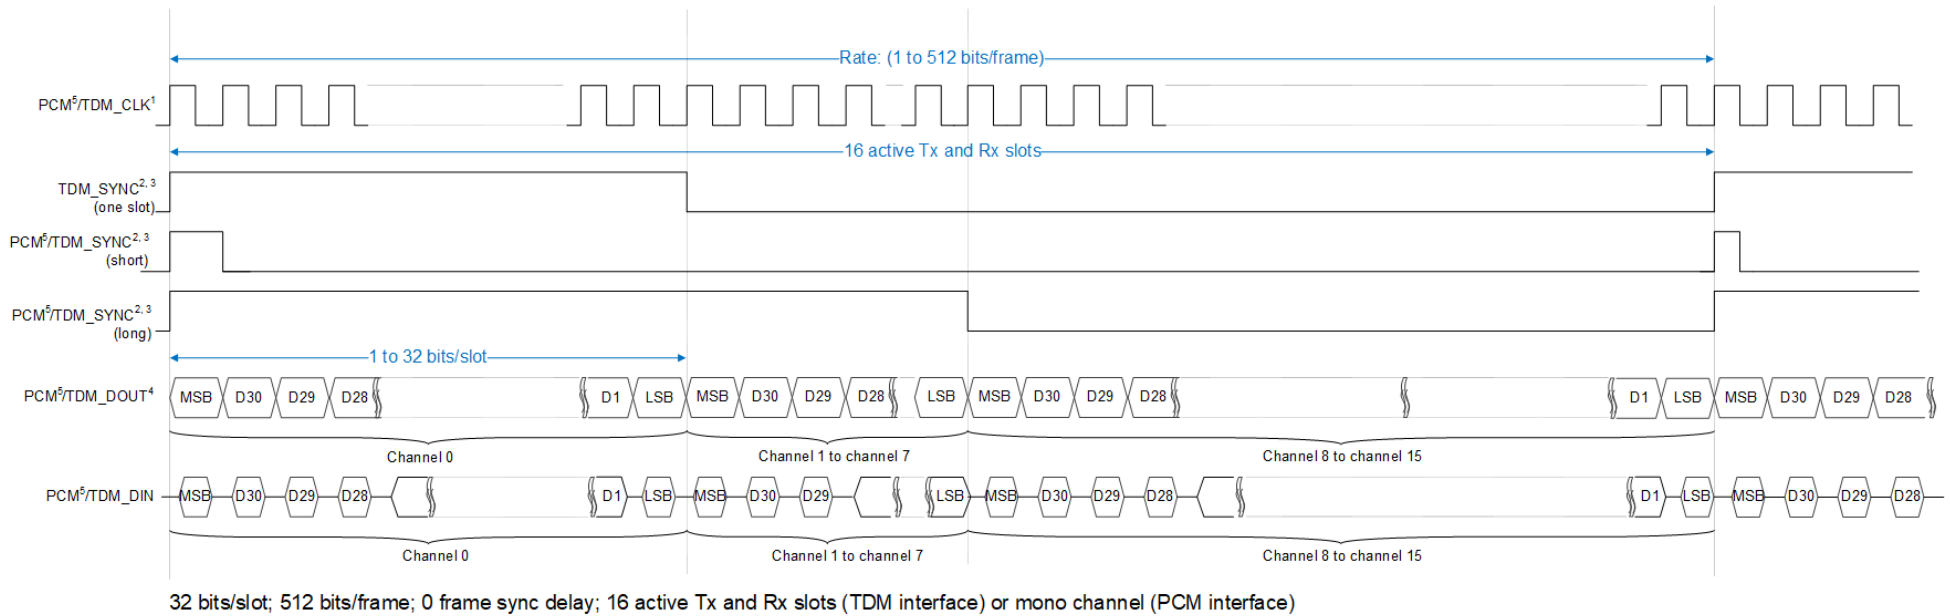 Rate: (1 to 512 bits/frame)
PCM⁵/TDM_CLK¹
16 active Tx and Rx slots
TDM_SYNC²,³
(one slot)
PCM⁵/TDM_SYNC²,³
(short)
PCM⁵/TDM_SYNC²,³
(long)
1 to 32 bits/slot
PCM⁵/TDM_DOUT⁴ MSB D30 D29 D28 D1 LSB MSB D30 D29 D28 LSB MSB D30 D29 D28 D1 LSB MSB D30 D29 D28
Channel 0 Channel 1 to channel 7 Channel 8 to channel 15
PCM⁵/TDM_DIN MSB D30 D29 D28 D1 LSB MSB D30 D29 LSB MSB D30 D29 D28 D1 LSB MSB D30 D29 D28
Channel 0 Channel 1 to channel 7 Channel 8 to channel 15
32 bits/slot; 512 bits/frame; 0 frame sync delay; 16 active Tx and Rx slots (TDM interface) or mono channel (PCM interface)